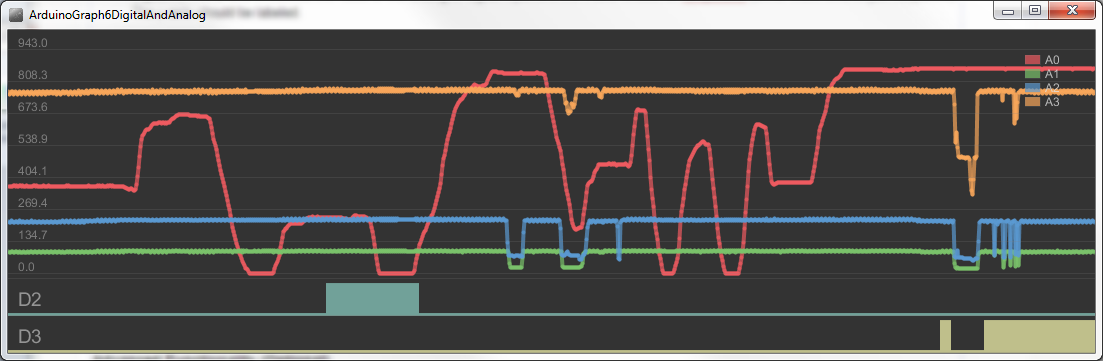 ArduinoGraph6DigitalAndAnalog
943.0
808.3
673.6
538.9
404.1
269.4
134.7
0.0
A0
A1
A2
A3
D2
D3